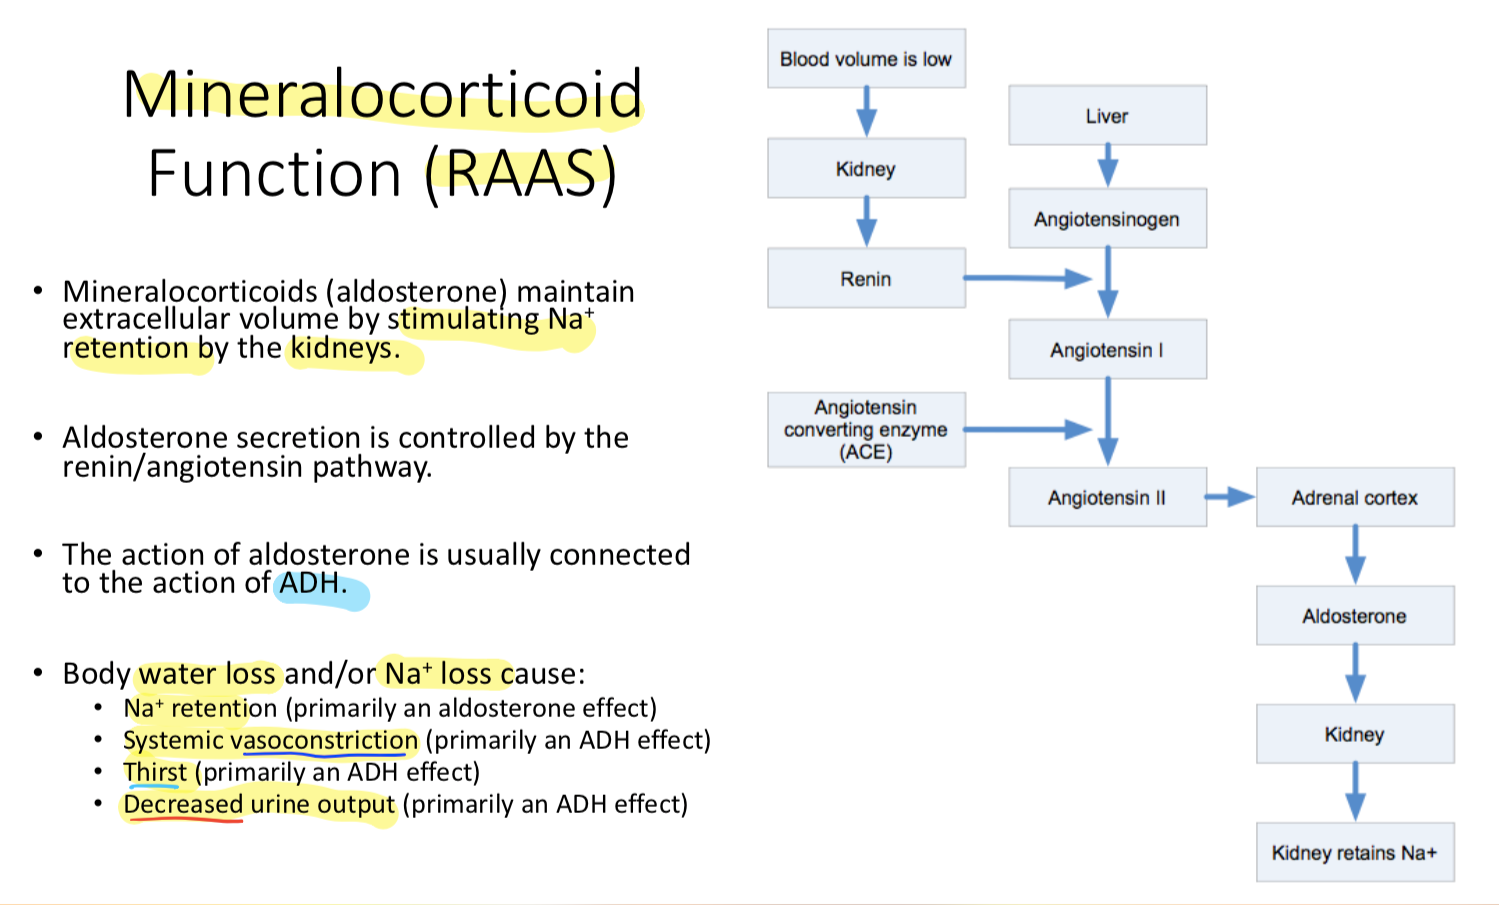 Mineralocorticoid
Function (RAAS)
• Mineralocorticoids (aldosterone) maintain
extracellular volume by stimulating Na⁺
retention by the kidneys.
• Aldosterone secretion is controlled by the
renin/angiotensin pathway.
• The action of aldosterone is usually connected
to the action of ADH.
• Body water loss and/or Na⁺ loss cause:
• Na⁺ retention (primarily an aldosterone effect)
• Systemic vasoconstriction (primarily an ADH effect)
• Thirst (primarily an ADH effect)
• Decreased urine output (primarily an ADH effect)
Blood volume is low
Kidney
Renin
Liver
Angiotensinogen
Angiotensin I
Angiotensin
converting enzyme
(ACE)
Angiotensin II
Adrenal cortex
Aldosterone
Kidney
Kidney retains Na+